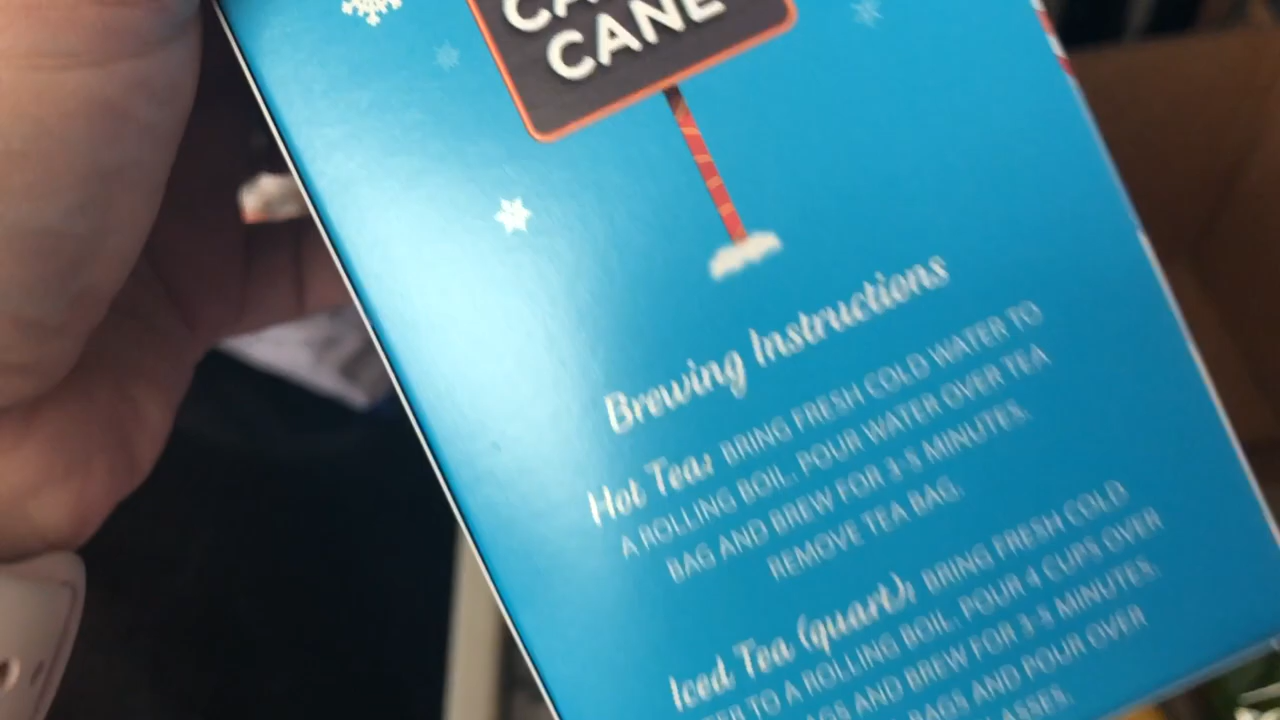 CANE
Brewing Instructions
Hot Tea: BRING FRESH COLD WATER TO
A ROLLING BOIL, POUR WATER OVER TEA
BAG AND BREW FOR 3-5 MINUTES.
REMOVE TEA BAG.
Iced Tea (quart): BRING FRESH COLD
TO A ROLLING BOIL, POUR 4 CUPS OVER
AND BREW FOR 3-5 MINUTES.
BAGS AND POUR OVER